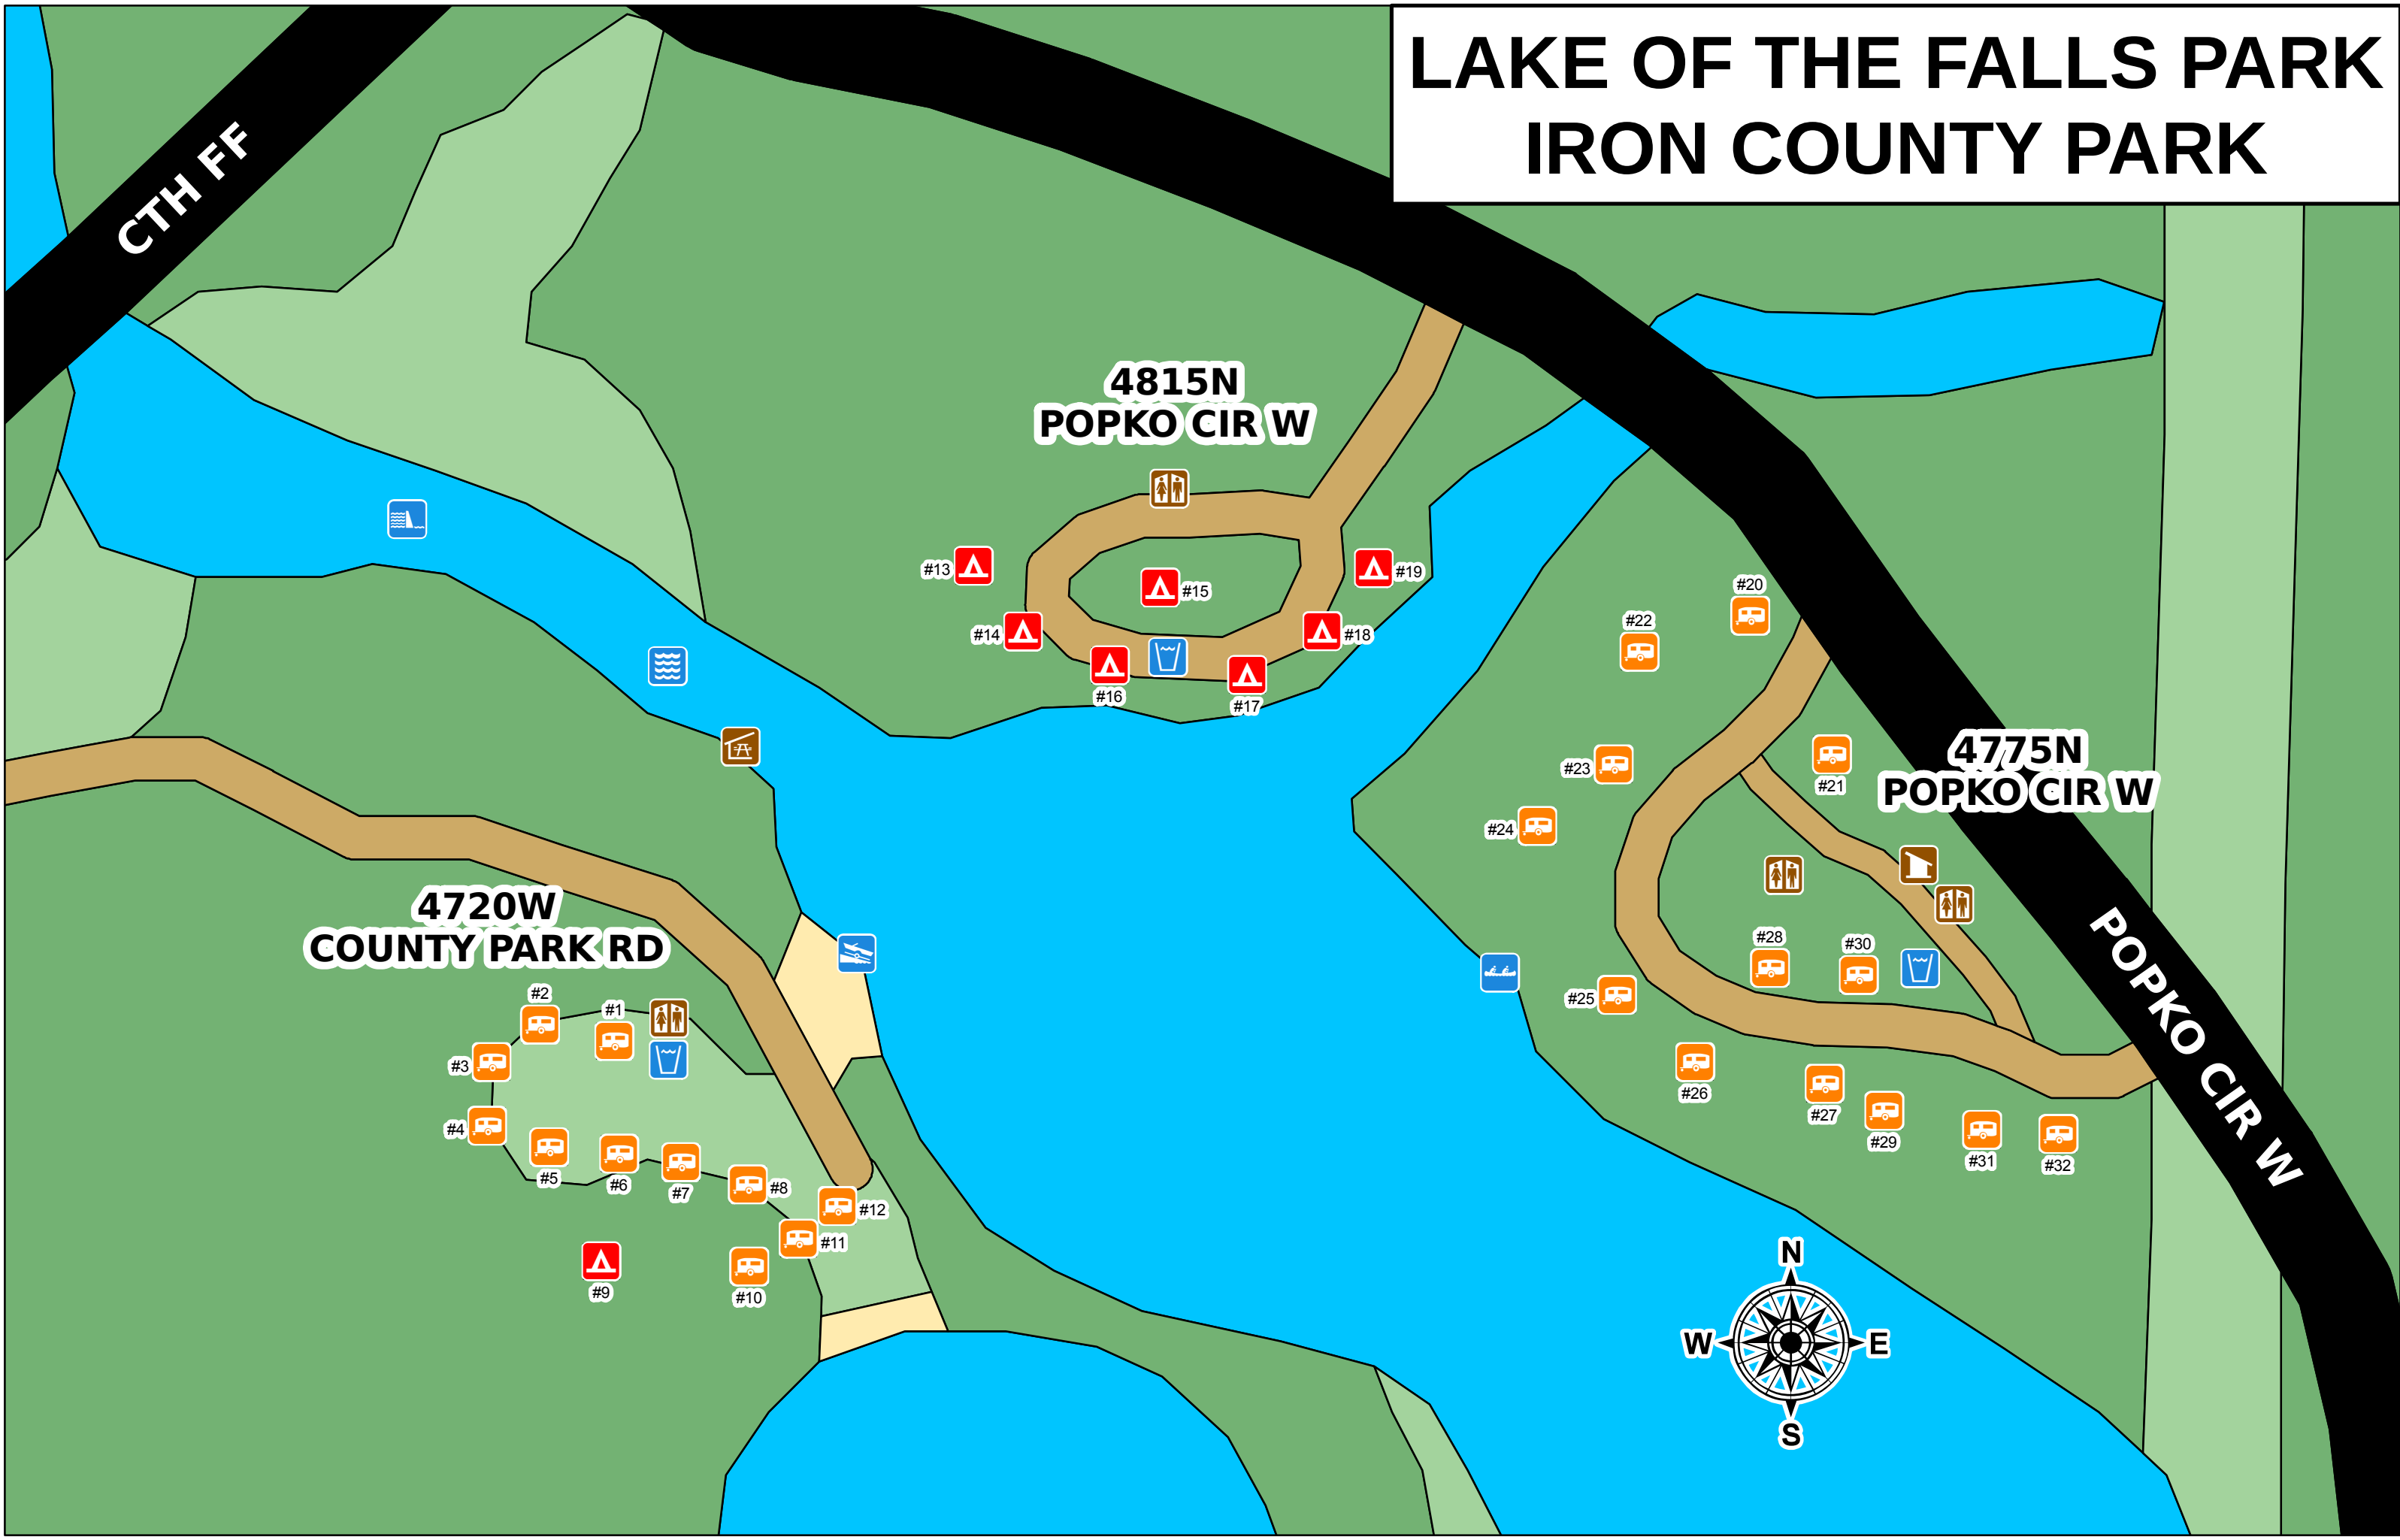 LAKE OF THE FALLS PARK
IRON COUNTY PARK
CTH FF
4815N
POPKO CIR W
#13
#15
#19
#14
#18
#16
#17
#20
#22
#23
#21
4775N
POPKO CIR W
#24
4720W
COUNTY PARK RD
#28
#30
#25
POPKO CIR W
#2
#1
#3
#4
#5
#6
#7
#8
#12
#11
#9
#10
#26
#27
#29
#31
#32
N
W
E
S